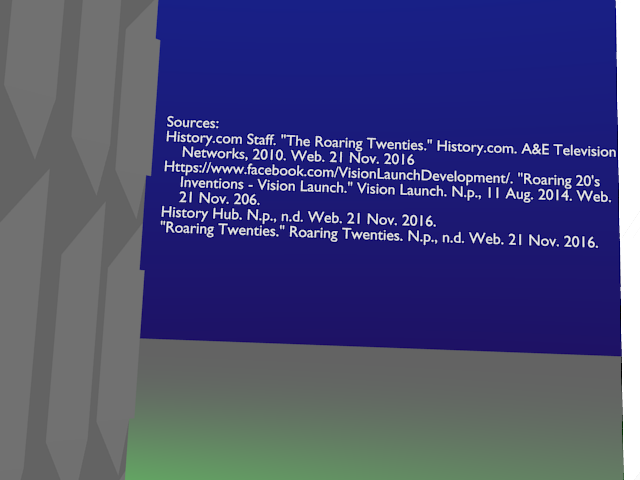 Sources:
History.com Staff. "The Roaring Twenties." History.com. A&E Television
Networks, 2010. Web. 21 Nov. 2016
Https://www.facebook.com/VisionLaunchDevelopment/. "Roaring 20's
Inventions - Vision Launch." Vision Launch. N.p., 11 Aug. 2014. Web.
21 Nov. 206.
History Hub. N.p., n.d. Web. 21 Nov. 2016.
"Roaring Twenties." Roaring Twenties. N.p., n.d. Web. 21 Nov. 2016.